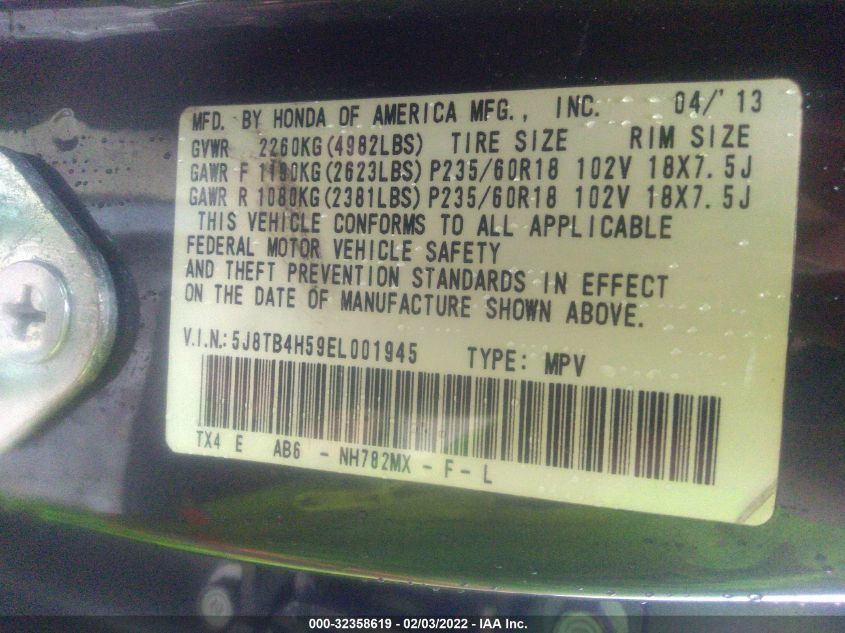 MFD. BY HONDA OF AMERICA MFG., INC. 04/'13
GVWR 2260KG(4982LBS) TIRE SIZE RIM SIZE
GAWR F 1190KG(2623LBS) P235/60R18 102V 18X7.5J
GAWR R 1080KG(2381LBS) P235/60R18 102V 18X7.5J
THIS VEHICLE CONFORMS TO ALL APPLICABLE
FEDERAL MOTOR VEHICLE SAFETY
AND THEFT PREVENTION STANDARDS IN EFFECT
ON THE DATE OF MANUFACTURE SHOWN ABOVE.
V.I.N.: 5J8TB4H59EL001945 TYPE: MPV
TX4 E AB6 - NH782MX - F - L
000-32358619 - 02/03/2022 - IAA Inc.